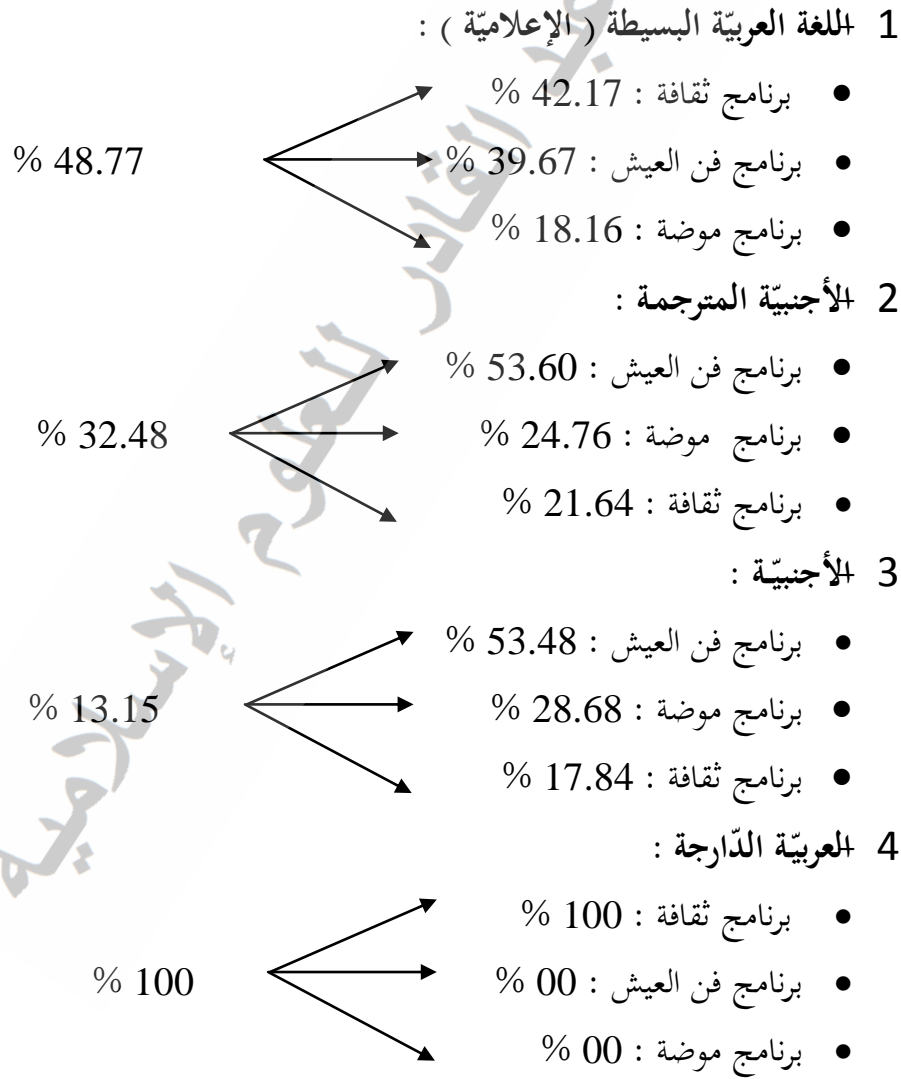 1 اللغة العربيّة البسيطة ( الإعلاميّة ) :
● برنامج ثقافة : 42.17 %
● برنامج فن العيش : 39.67 % 48.77 %
● برنامج موضة : 18.16 %
2 الأجنبيّة المترجمة :
● برنامج فن العيش : 53.60 %
● برنامج موضة : 24.76 % 32.48 %
● برنامج ثقافة : 21.64 %
3 الأجنبيّة :
● برنامج فن العيش : 53.48 %
● برنامج موضة : 28.68 % 13.15 %
● برنامج ثقافة : 17.84 %
4 العربيّة الدّارجة :
● برنامج ثقافة : 100 %
● برنامج فن العيش : 00 % 100 %
● برنامج موضة : 00 %
القادر للعلوم الإسلامية